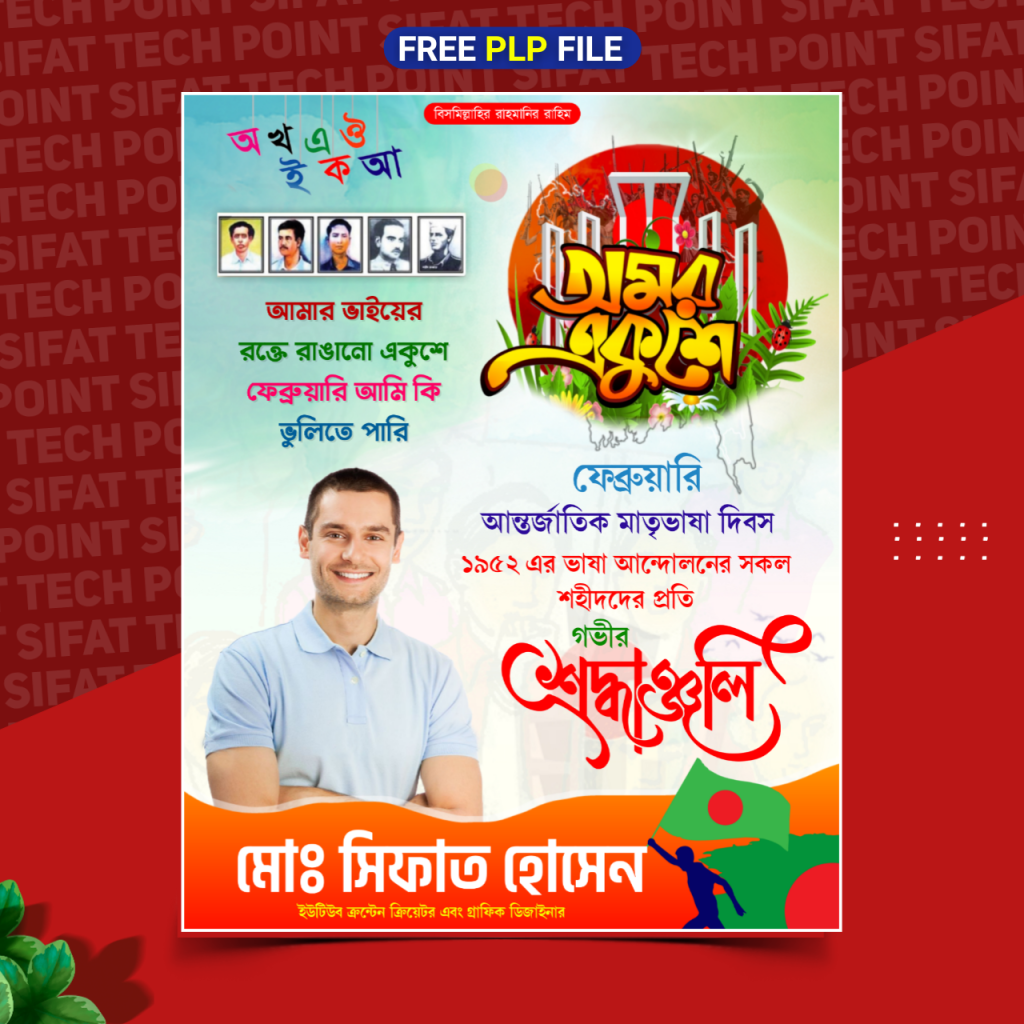 FREE PLP FILE
বিসমিল্লাহির রাহমানির রাহিম
অ খ এ ঔ
ই ক আ
অমর
একুশে
আমার ভাইয়ের
রক্তে রাঙানো একুশে
ফেব্রুয়ারি আমি কি
ভুলিতে পারি
ফেব্রুয়ারি
আন্তর্জাতিক মাতৃভাষা দিবস
১৯৫২ এর ভাষা আন্দোলনের সকল
শহীদদের প্রতি
গভীর
শ্রদ্ধাঞ্জলি
মোঃ সিফাত হোসেন
ইউটিউব ক্রন্টেন ক্রিয়েটর এবং গ্রাফিক ডিজাইনার
SIFAT TECH POINT